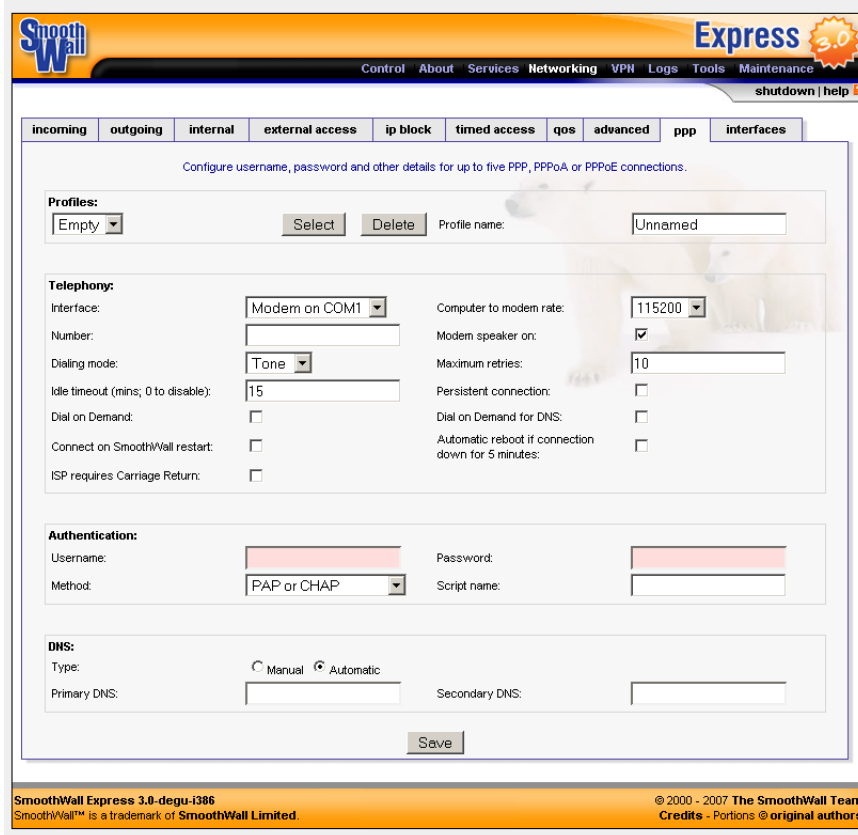 Smooth
Wall
Express 3.0
Control About Services Networking VPN Logs Tools Maintenance
shutdown | help
incoming outgoing internal external access ip block timed access qos advanced ppp interfaces
Configure username, password and other details for up to five PPP, PPPoA or PPPoE connections.
Profiles:
Empty Select Delete Profile name: Unnamed
Telephony:
Interface: Modem on COM1 Computer to modem rate: 115200
Number: Modem speaker on:
Dialing mode: Tone Maximum retries: 10
Idle timeout (mins; 0 to disable): 15 Persistent connection:
Dial on Demand: Dial on Demand for DNS:
Connect on SmoothWall restart: Automatic reboot if connection
down for 5 minutes:
ISP requires Carriage Return:
Authentication:
Username: Password:
Method: PAP or CHAP Script name:
DNS:
Type: Manual Automatic
Primary DNS: Secondary DNS:
Save
SmoothWall Express 3.0-degu-i386 © 2000 - 2007 The SmoothWall Team
SmoothWall™ is a trademark of SmoothWall Limited. Credits - Portions © original authors